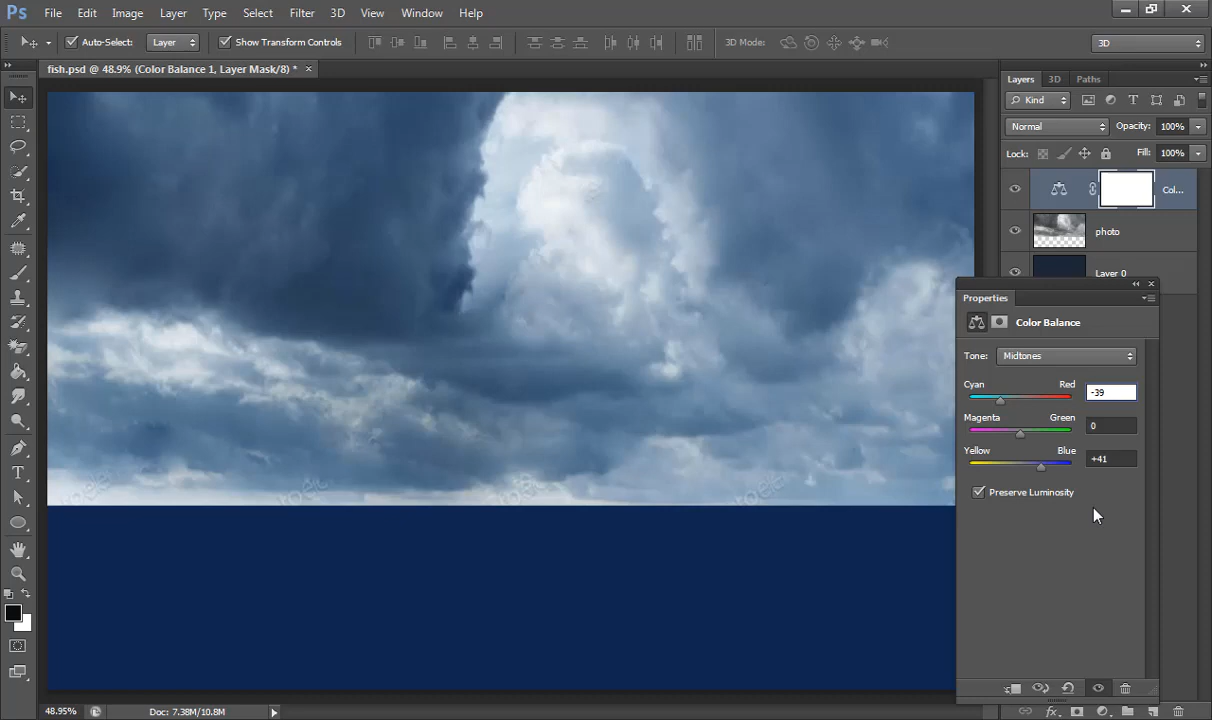 Ps File Edit Image Layer Type Select Filter 3D View Window Help
Auto-Select: Layer Show Transform Controls 3D Mode: 3D
fish.psd @ 48.9% (Color Balance 1, Layer Mask/8) * ×
Layers 3D Paths
Kind
Normal Opacity: 100%
Lock: Fill: 100%
Col...
photo
Layer 0
Properties
Color Balance
Tone: Midtones
Cyan Red -39
Magenta Green 0
Yellow Blue +41
Preserve Luminosity
48.95% Doc: 7.38M/10.8M
fx